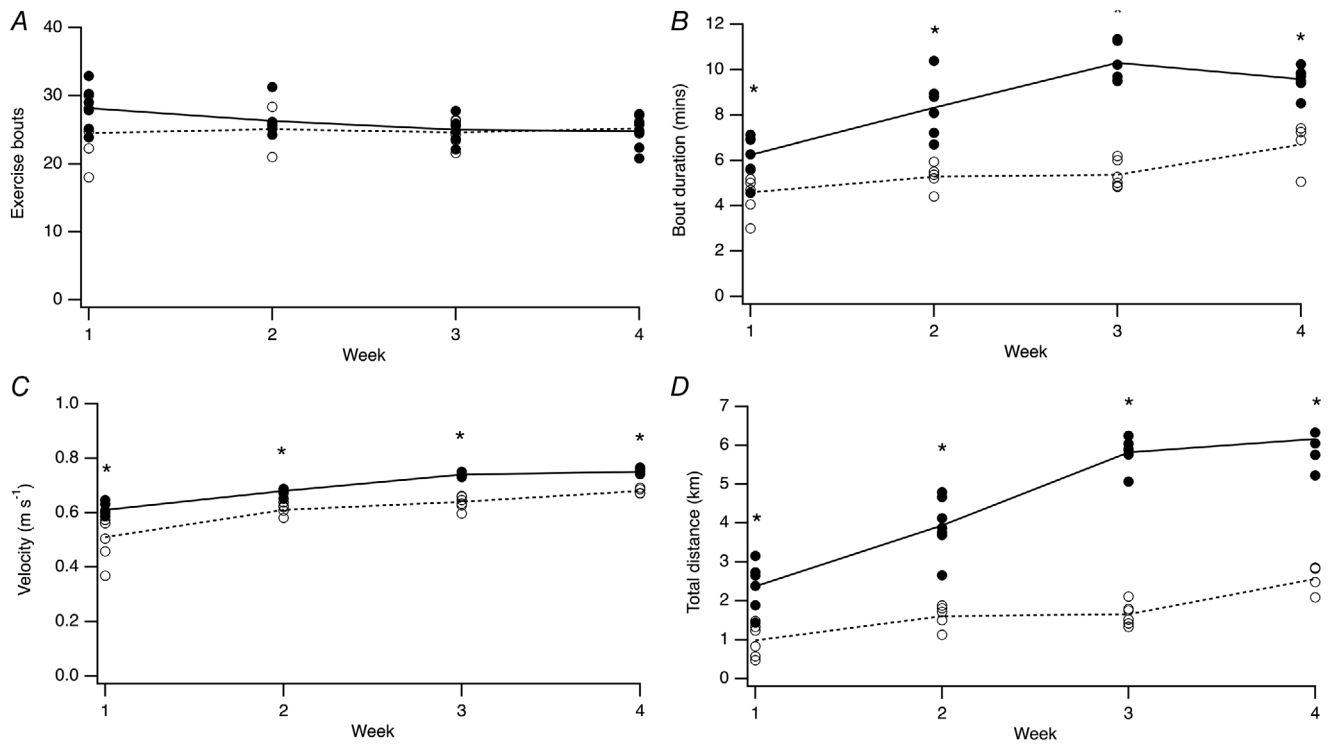 A
Exercise bouts
40
30
20
10
0
1 2 3 4
Week
B
Bout duration (mins)
12
10
8
6
4
2
0
* * * *
1 2 3 4
Week
C
Velocity (m s-1)
1.0
0.8
0.6
0.4
0.2
0.0
* * * *
1 2 3 4
Week
D
Total distance (km)
7
6
5
4
3
2
1
0
* * * *
1 2 3 4
Week